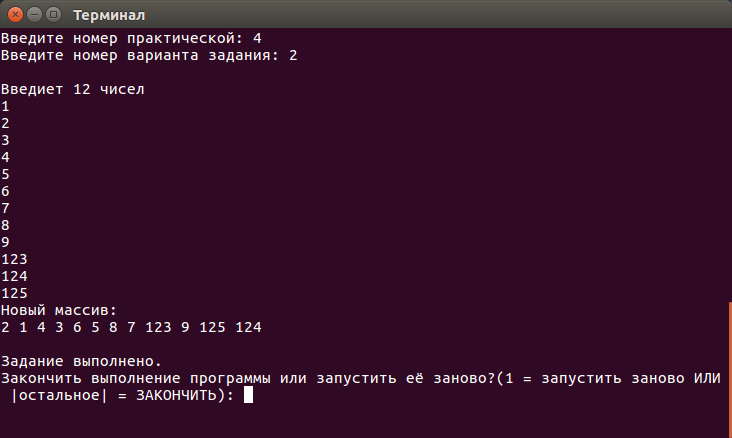 Терминал
Введите номер практической: 4
Введите номер варианта задания: 2
Введиет 12 чисел
1
2
3
4
5
6
7
8
9
123
124
125
Новый массив:
2 1 4 3 6 5 8 7 123 9 125 124
Задание выполнено.
Закончить выполнение программы или запустить её заново?(1 = запустить заново ИЛИ
|остальное| = ЗАКОНЧИТЬ):